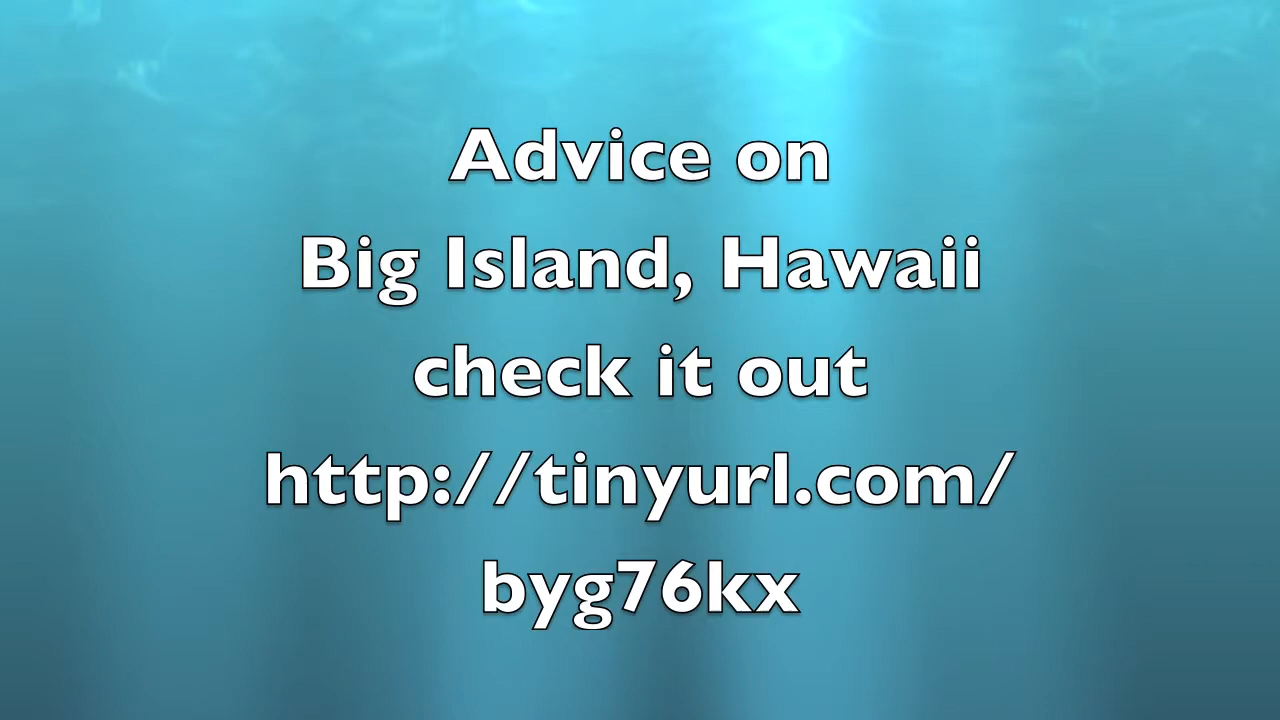 Advice on
Big Island, Hawaii
check it out
http://tinyurl.com/
byg76kx